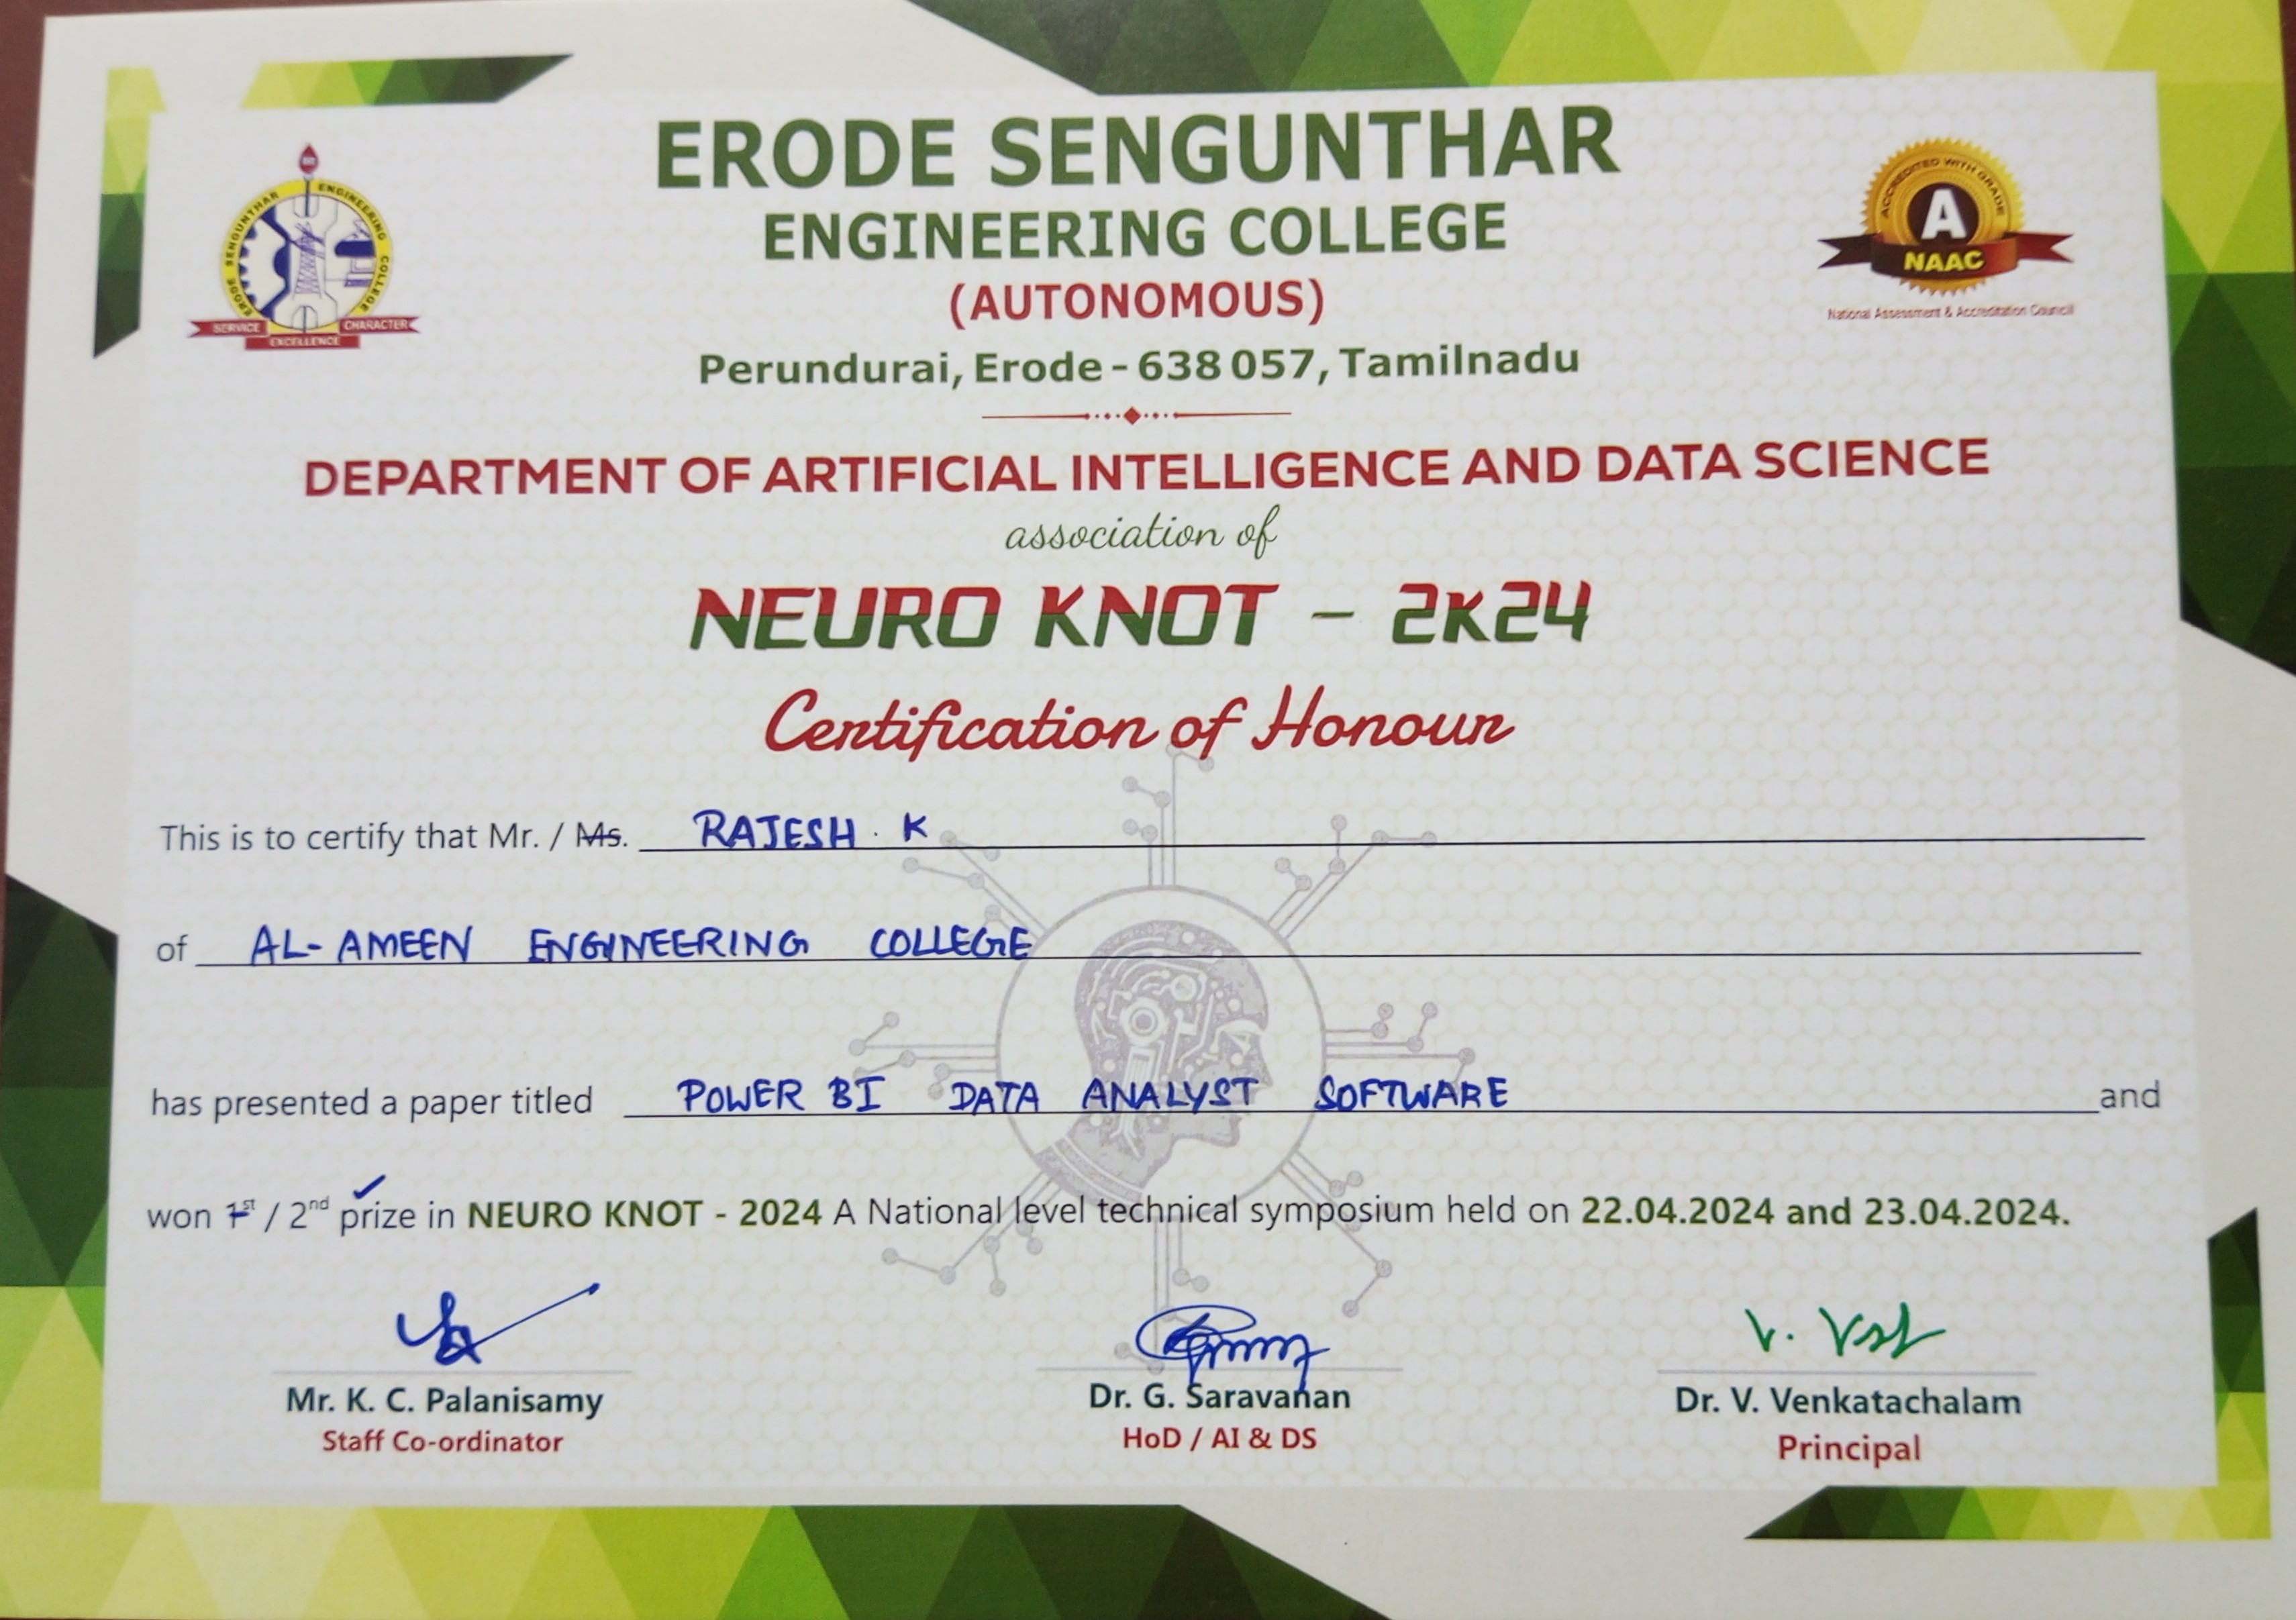 ERODE SENGUNTHAR
ENGINEERING COLLEGE
(AUTONOMOUS)
Perundurai, Erode - 638 057, Tamilnadu
ERODE SENGUNTHAR ENGINEERING COLLEGE
SERVICE EXCELLENCE CHARACTER
ACCREDITED WITH GRADE
A
NAAC
National Assessment & Accreditation Council
DEPARTMENT OF ARTIFICIAL INTELLIGENCE AND DATA SCIENCE
association of
NEURO KNOT - 2K24
Certification of Honour
This is to certify that Mr. / Ms. RAJESH . K
of AL-AMEEN ENGINEERING COLLEGE
has presented a paper titled POWER BI DATA ANALYST SOFTWARE and
won 1st / 2nd prize in NEURO KNOT - 2024 A National level technical symposium held on 22.04.2024 and 23.04.2024.
V. 
Mr. K. C. Palanisamy Dr. G. Saravanan Dr. V. Venkatachalam
Staff Co-ordinator HoD / AI & DS Principal